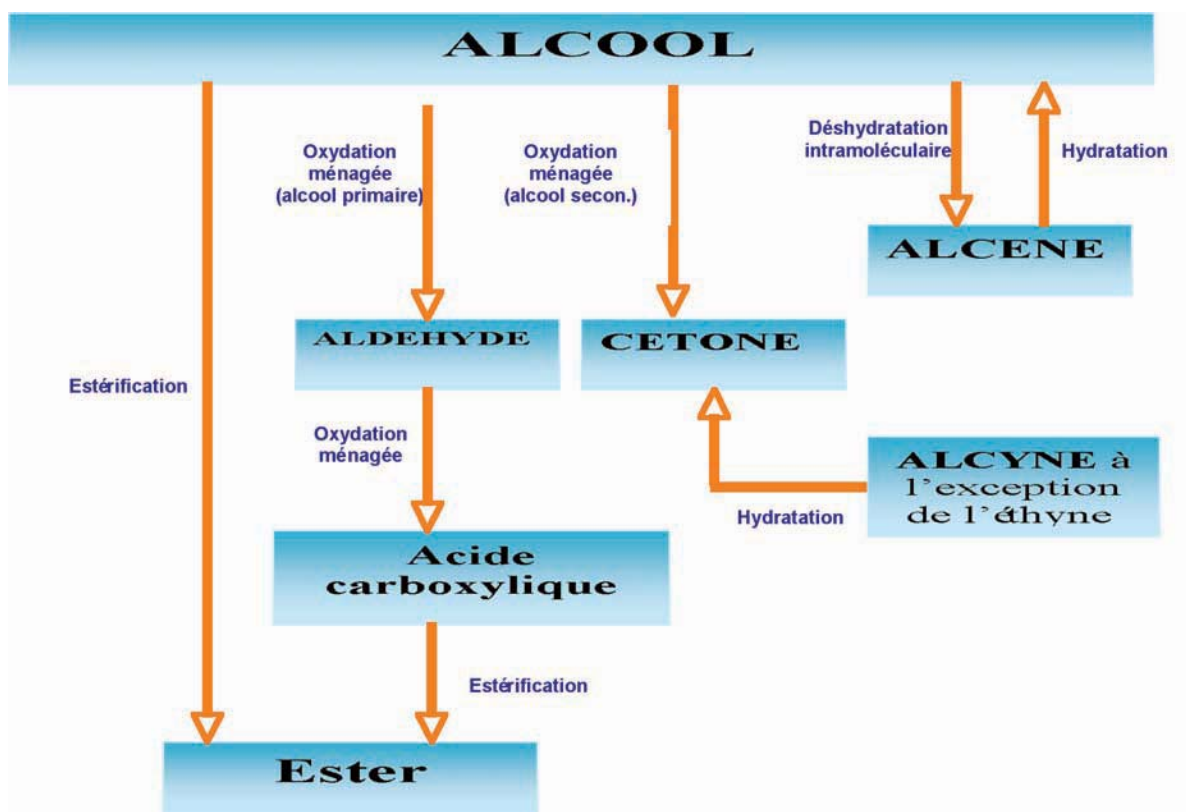 ALCOOL
Oxydation
ménagée
(alcool primaire)
Oxydation
ménagée
(alcool secon.)
Déshydratation
intramoléculaire
Hydratation
ALCENE
ALDEHYDE
CETONE
Estérification
Oxydation
ménagée
ALCYNE à
l'exception
de l'éthyne
Hydratation
Acide
carboxylique
Estérification
Ester